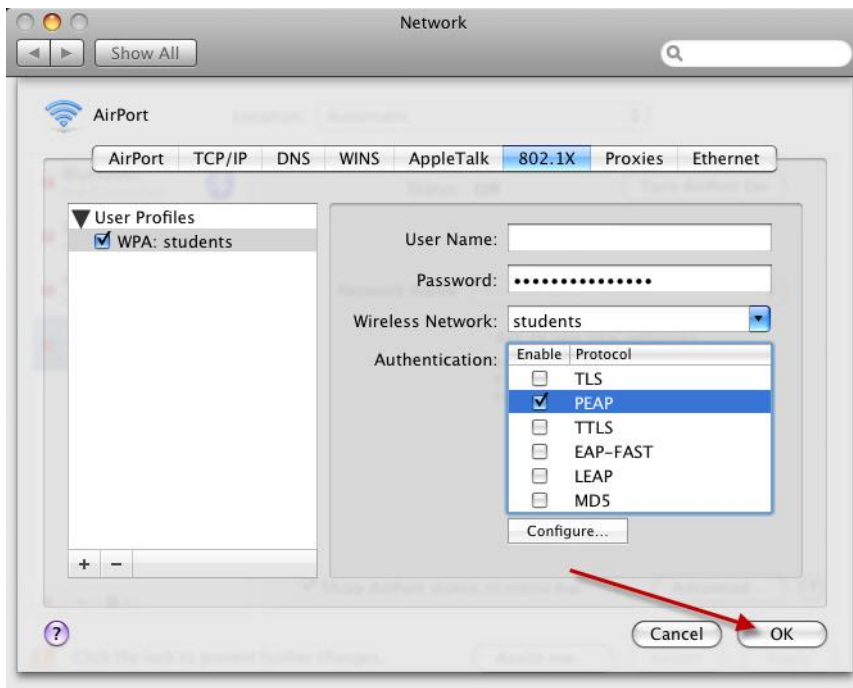 Network
Show All
AirPort
AirPort TCP/IP DNS WINS AppleTalk 802.1X Proxies Ethernet
User Profiles
WPA: students
User Name:
Password: •••••••••••••••
Wireless Network: students
Authentication: Enable Protocol
TLS
PEAP
TTLS
EAP-FAST
LEAP
MD5
Configure...
+ −
? Cancel OK